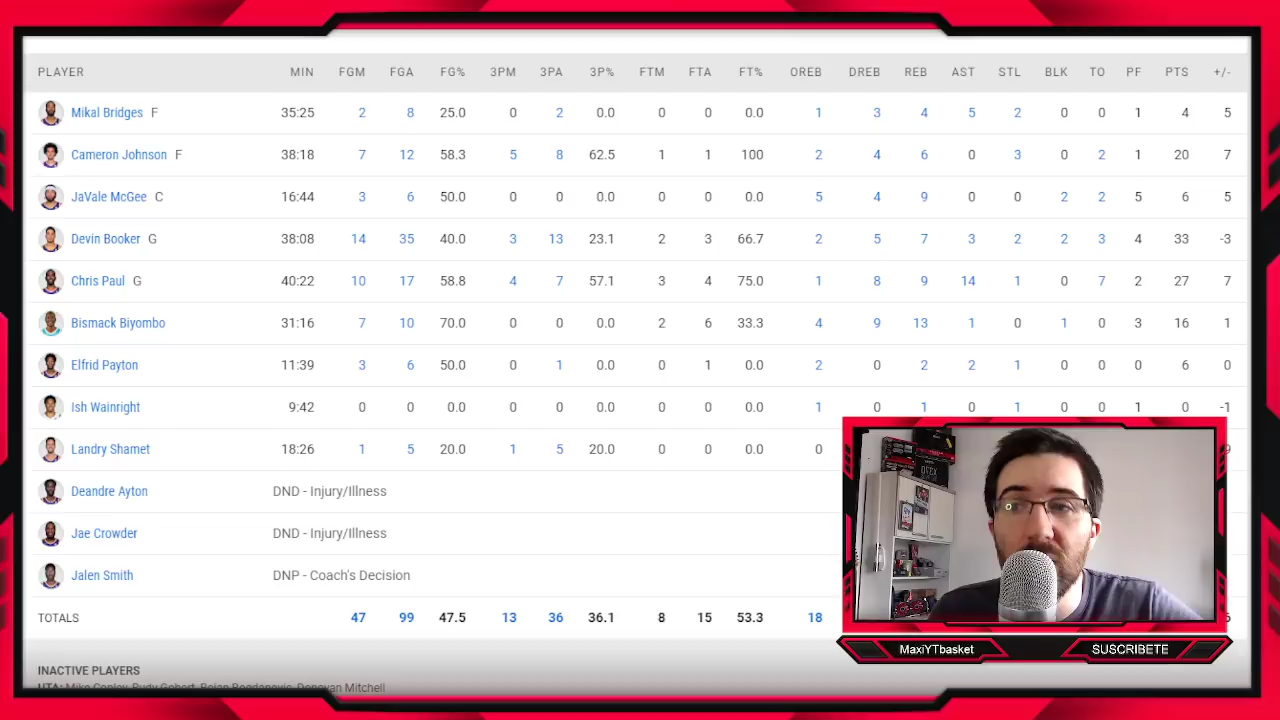 PLAYER MIN FGM FGA FG% 3PM 3PA 3P% FTM FTA FT% OREB DREB REB AST STL BLK TO PF PTS +/-
Mikal Bridges F 35:25 2 8 25.0 0 2 0.0 0 0 0.0 1 3 4 5 2 0 0 1 4 5
Cameron Johnson F 38:18 7 12 58.3 5 8 62.5 1 1 100 2 4 6 0 3 0 2 1 20 7
JaVale McGee C 16:44 3 6 50.0 0 0 0.0 0 0 0.0 5 4 9 0 0 2 2 5 6 5
Devin Booker G 38:08 14 35 40.0 3 13 23.1 2 3 66.7 2 5 7 3 2 2 3 4 33 -3
Chris Paul G 40:22 10 17 58.8 4 7 57.1 3 4 75.0 1 8 9 14 1 0 7 2 27 7
Bismack Biyombo 31:16 7 10 70.0 0 0 0.0 2 6 33.3 4 9 13 1 0 1 0 3 16 1
Elfrid Payton 11:39 3 6 50.0 0 1 0.0 0 1 0.0 2 0 2 2 1 0 0 0 6 0
Ish Wainright 9:42 0 0 0.0 0 0 0.0 0 0 0.0 1 0 1 0 1 0 0 1 0 -1
Landry Shamet 18:26 1 5 20.0 1 5 20.0 0 0 0.0 0
Deandre Ayton DND - Injury/Illness
Jae Crowder DND - Injury/Illness
Jalen Smith DNP - Coach's Decision
TOTALS 47 99 47.5 13 36 36.1 8 15 53.3 18
MaxiYTbasket SUSCRIBETE
INACTIVE PLAYERS
UTA: Mike Conley, Rudy Gobert, Bojan Bogdanovic, Donovan Mitchell